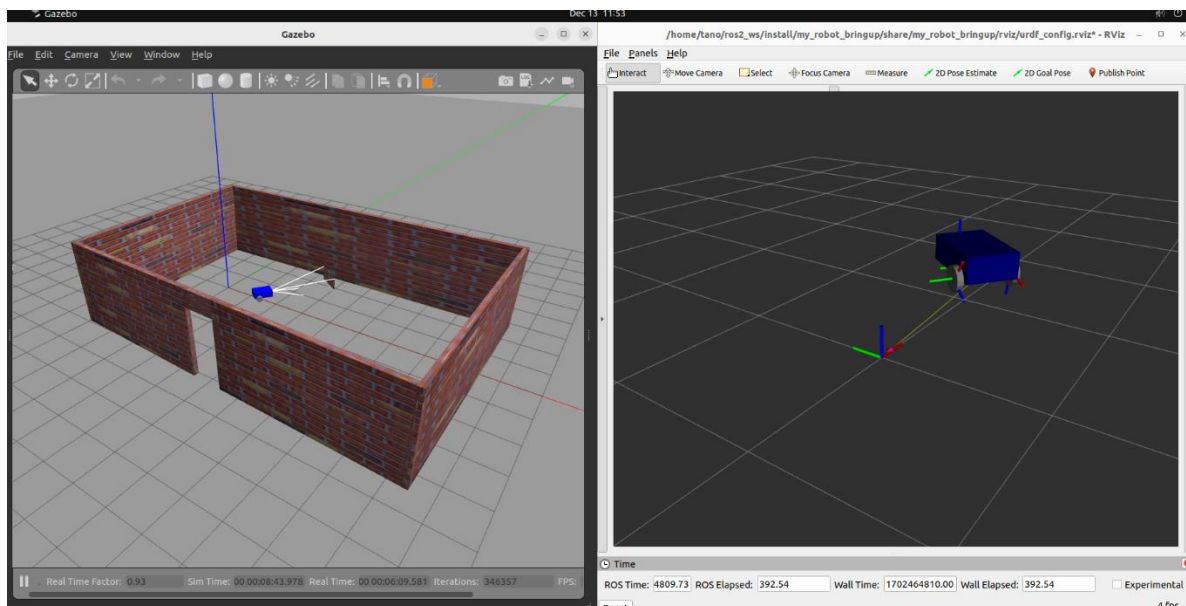 Gazebo
Dec 13 11:53
Gazebo
File Edit Camera View Window Help
Real Time Factor: 0.93 Sim Time: 00 00:08:43.978 Real Time: 00 00:06:09.581 Iterations: 346357 FPS:
/home/tano/ros2_ws/install/my_robot_bringup/share/my_robot_bringup/rviz/urdf_config.rviz* - RViz
File Panels Help
Interact Move Camera Select Focus Camera Measure 2D Pose Estimate 2D Goal Pose Publish Point
Time
ROS Time: 4809.73 ROS Elapsed: 392.54 Wall Time: 1702464810.00 Wall Elapsed: 392.54 Experimental
4 fps